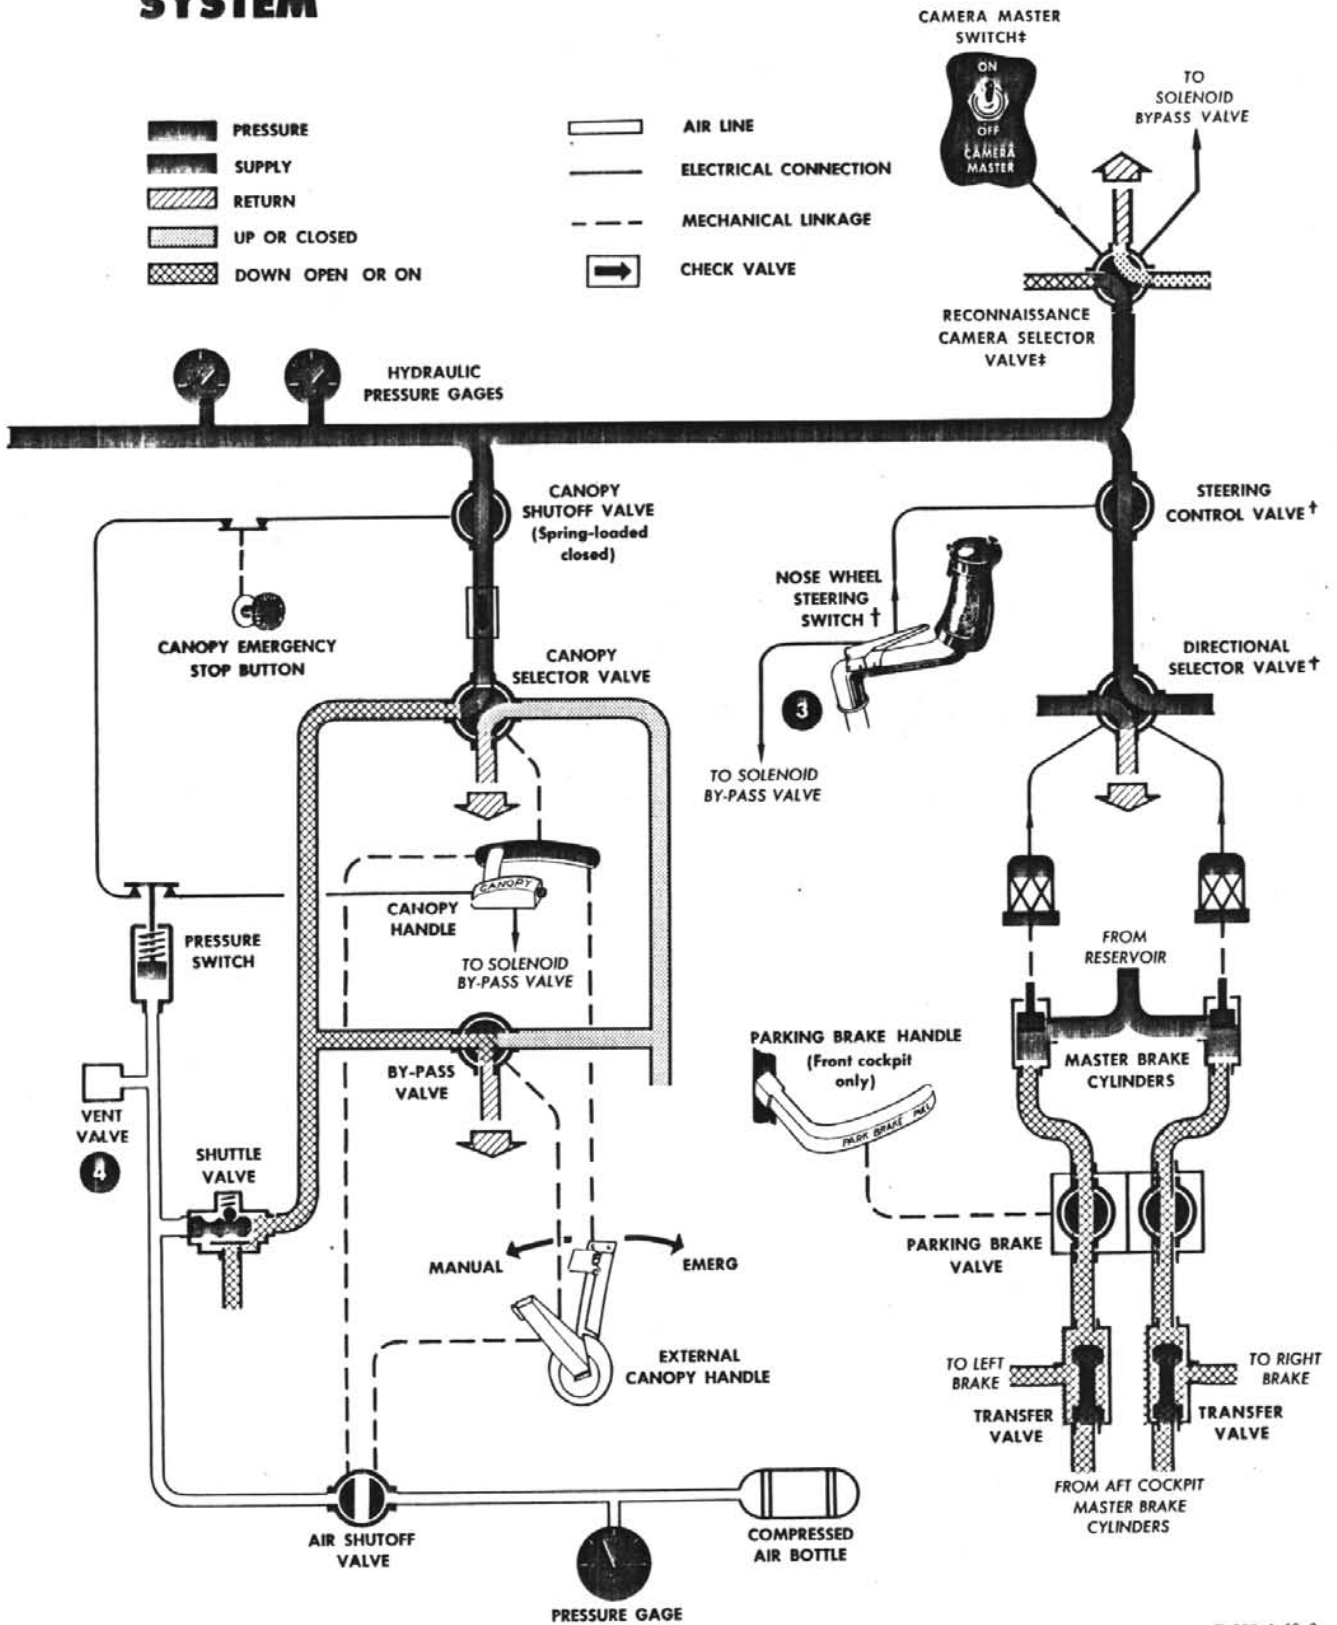 SYSTEM
CAMERA MASTER
SWITCH‡
ON
OFF
CAMERA
MASTER
TO
SOLENOID
BYPASS VALVE
PRESSURE
SUPPLY
RETURN
UP OR CLOSED
DOWN OPEN OR ON
AIR LINE
ELECTRICAL CONNECTION
MECHANICAL LINKAGE
CHECK VALVE
RECONNAISSANCE
CAMERA SELECTOR
VALVE‡
HYDRAULIC
PRESSURE GAGES
CANOPY
SHUTOFF VALVE
(Spring-loaded
closed)
STEERING
CONTROL VALVE†
NOSE WHEEL
STEERING
SWITCH †
CANOPY EMERGENCY
STOP BUTTON
CANOPY
SELECTOR VALVE
DIRECTIONAL
SELECTOR VALVE†
3
TO SOLENOID
BY-PASS VALVE
CANOPY
CANOPY
HANDLE
PRESSURE
SWITCH
TO SOLENOID
BY-PASS VALVE
FROM
RESERVOIR
PARKING BRAKE HANDLE
(Front cockpit
only)
PARK BRAKE PULL
MASTER BRAKE
CYLINDERS
BY-PASS
VALVE
VENT
VALVE
4
SHUTTLE
VALVE
PARKING BRAKE
VALVE
MANUAL
EMERG
EXTERNAL
CANOPY HANDLE
TO LEFT
BRAKE
TO RIGHT
BRAKE
TRANSFER
VALVE
TRANSFER
VALVE
FROM AFT COCKPIT
MASTER BRAKE
CYLINDERS
AIR SHUTOFF
VALVE
COMPRESSED
AIR BOTTLE
PRESSURE GAGE